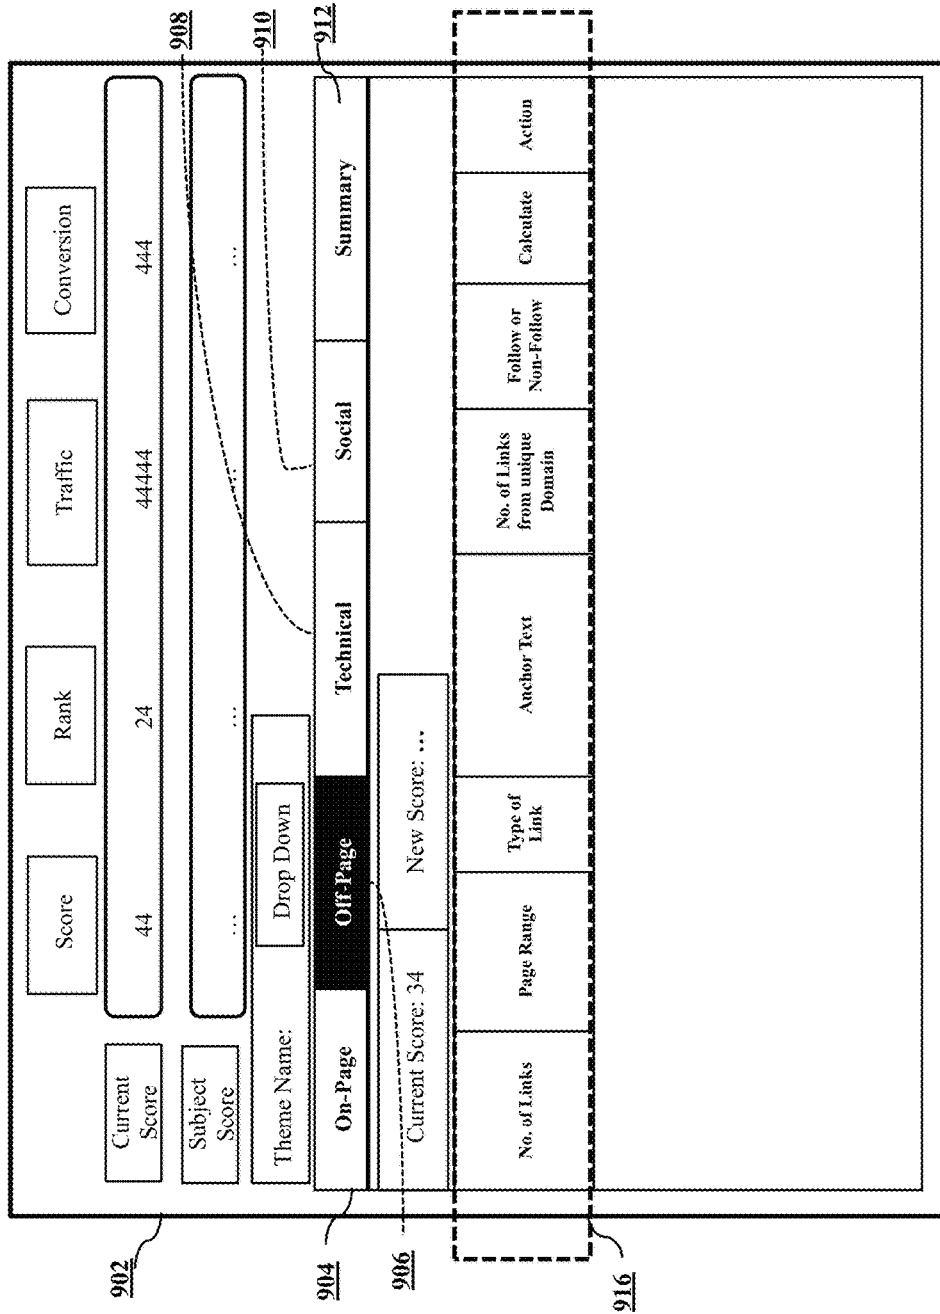 Score
Rank
Traffic
Conversion
Current
Score
44
24
44444
444
Subject
Score
...
...
...
...
Theme Name:
Drop Down
On-Page
Off-Page
Technical
Social
Summary
Current Score: 34
New Score: ...
No. of Links
Page Range
Type of
Link
Anchor Text
No. of Links
from unique
Domain
Follow or
Non-Follow
Calculate
Action
902
904
906
908
910
912
916